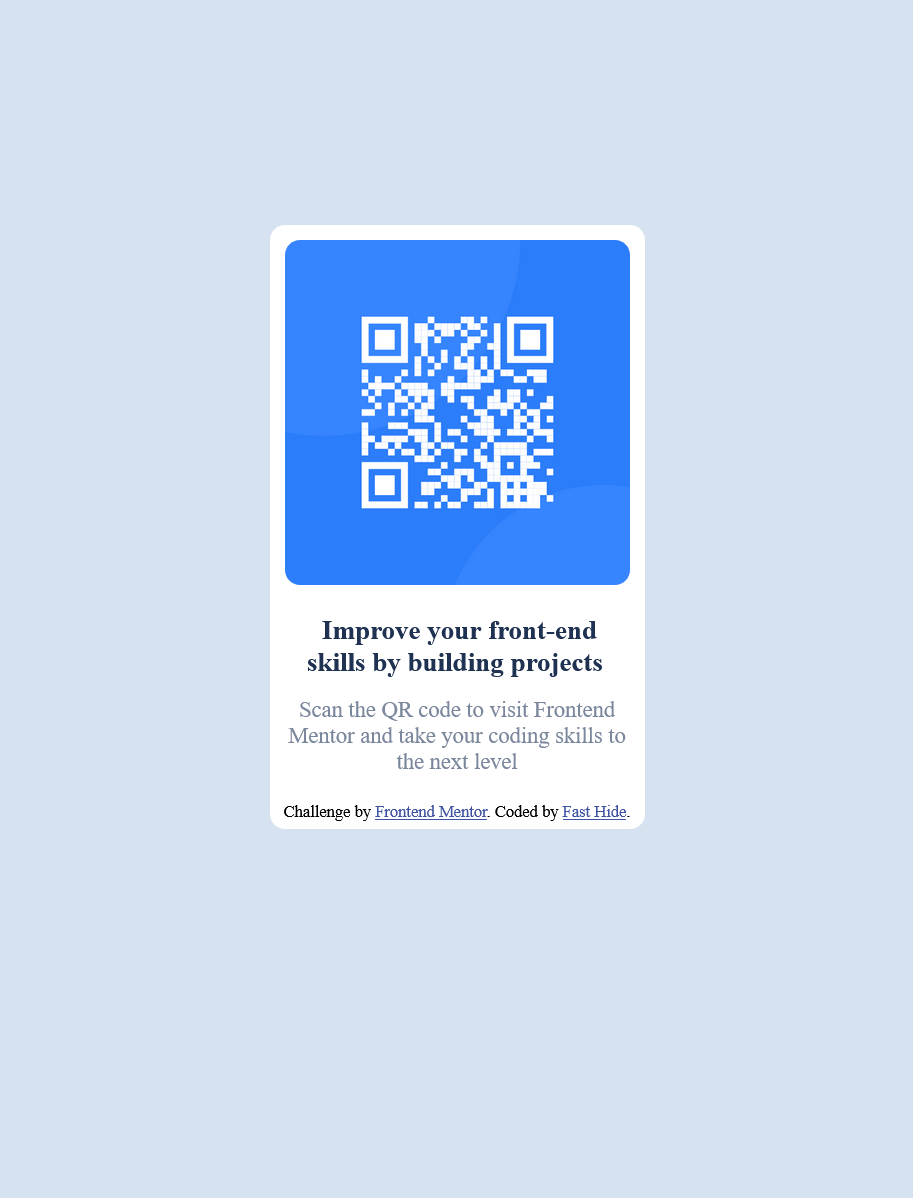 Improve your front-end
skills by building projects
Scan the QR code to visit Frontend
Mentor and take your coding skills to
the next level
Challenge by Frontend Mentor. Coded by Fast Hide.